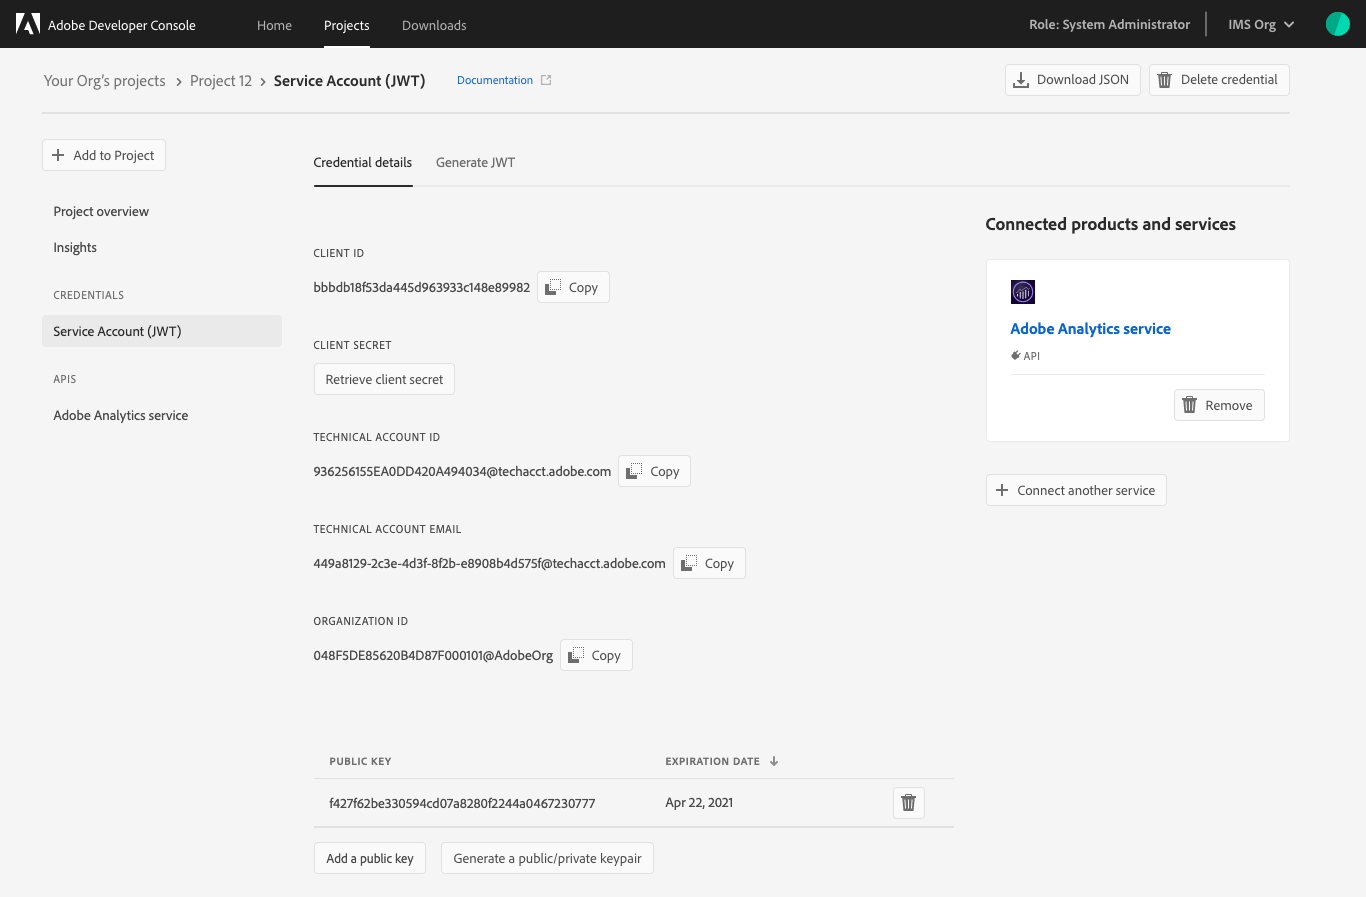 Adobe Developer Console
Home
Projects
Downloads
Role: System Administrator
IMS Org
Your Org's projects
Project 12
Service Account (JWT)
Documentation
Download JSON
Delete credential
Add to Project
Project overview
Insights
CREDENTIALS
Service Account (JWT)
APIS
Adobe Analytics service
Credential details
Generate JWT
CLIENT ID
bbbdb18f53da445d963933c148e89982
Copy
CLIENT SECRET
Retrieve client secret
TECHNICAL ACCOUNT ID
936256155EA0DD420A494034@techacct.adobe.com
Copy
TECHNICAL ACCOUNT EMAIL
449a8129-2c3e-4d3f-8f2b-e8908b4d575f@techacct.adobe.com
Copy
ORGANIZATION ID
048F5DE85620B4D87F000101@AdobeOrg
Copy
PUBLIC KEY
EXPIRATION DATE
f427f62be330594cd07a8280f2244a0467230777
Apr 22, 2021
Add a public key
Generate a public/private keypair
Connected products and services
Adobe Analytics service
API
Remove
Connect another service